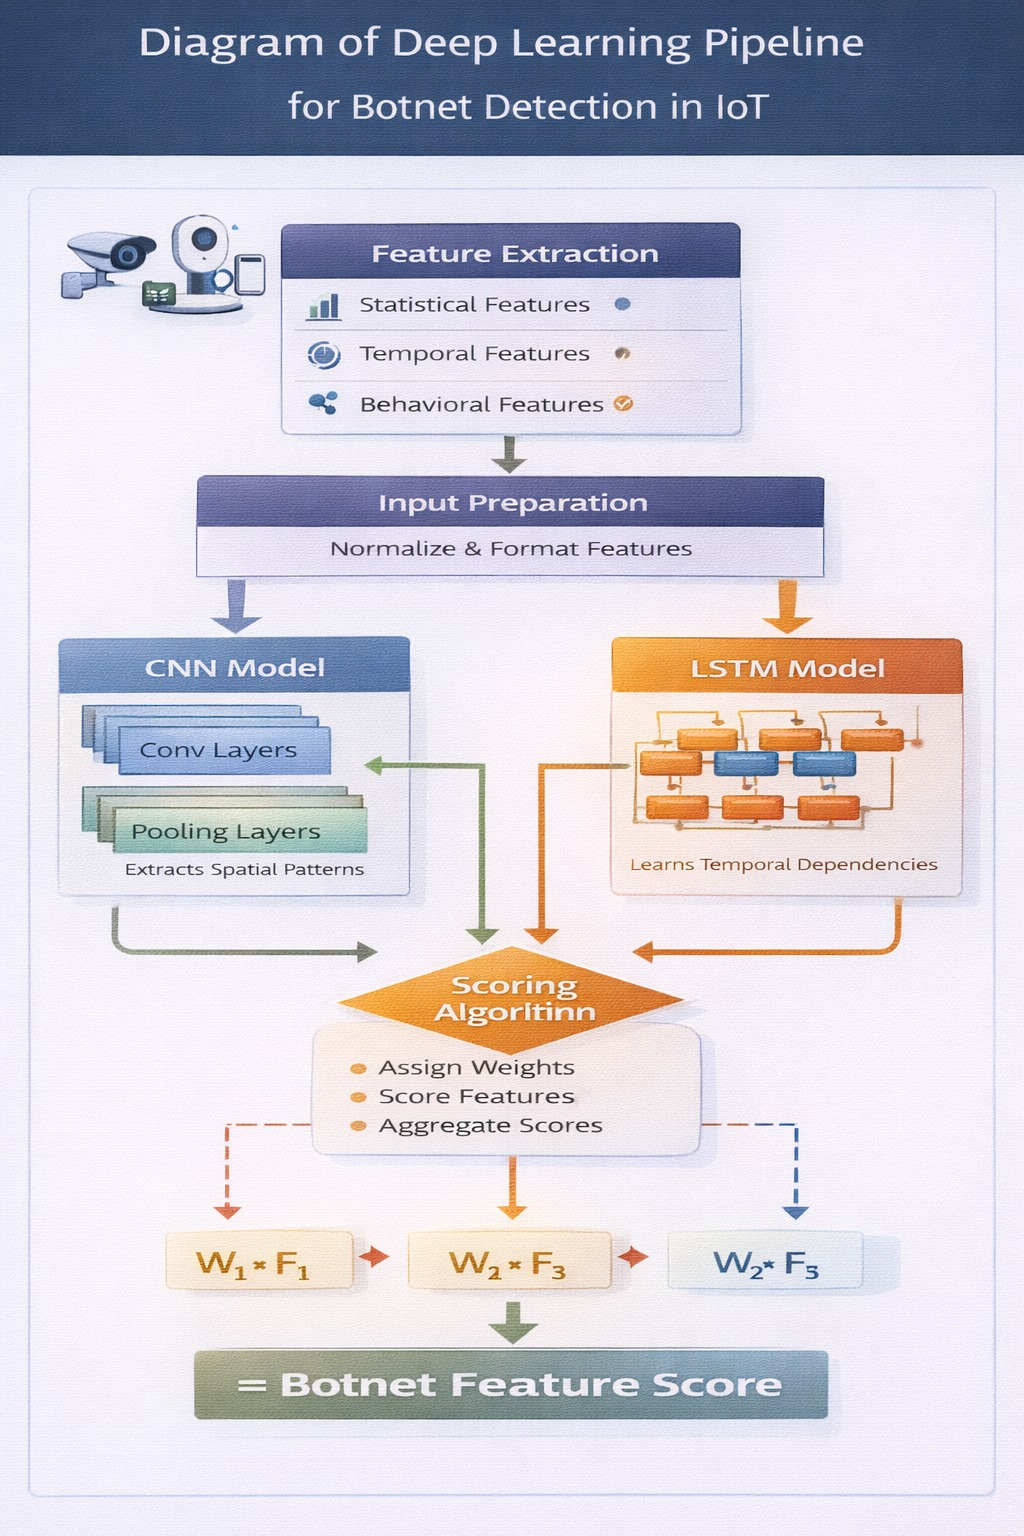 Diagram of Deep Learning Pipeline
for Botnet Detection in IoT
Feature Extraction
Statistical Features
Temporal Features
Behavioral Features
Input Preparation
Normalize & Format Features
CNN Model
Conv Layers
Pooling Layers
Extracts Spatial Patterns
LSTM Model
Learns Temporal Dependencies
Scoring
Algoritinn
Assign Weights
Score Features
Aggregate Scores
W₁ * F₁
W₂ * F₃
W₂* F₅
= Botnet Feature Score